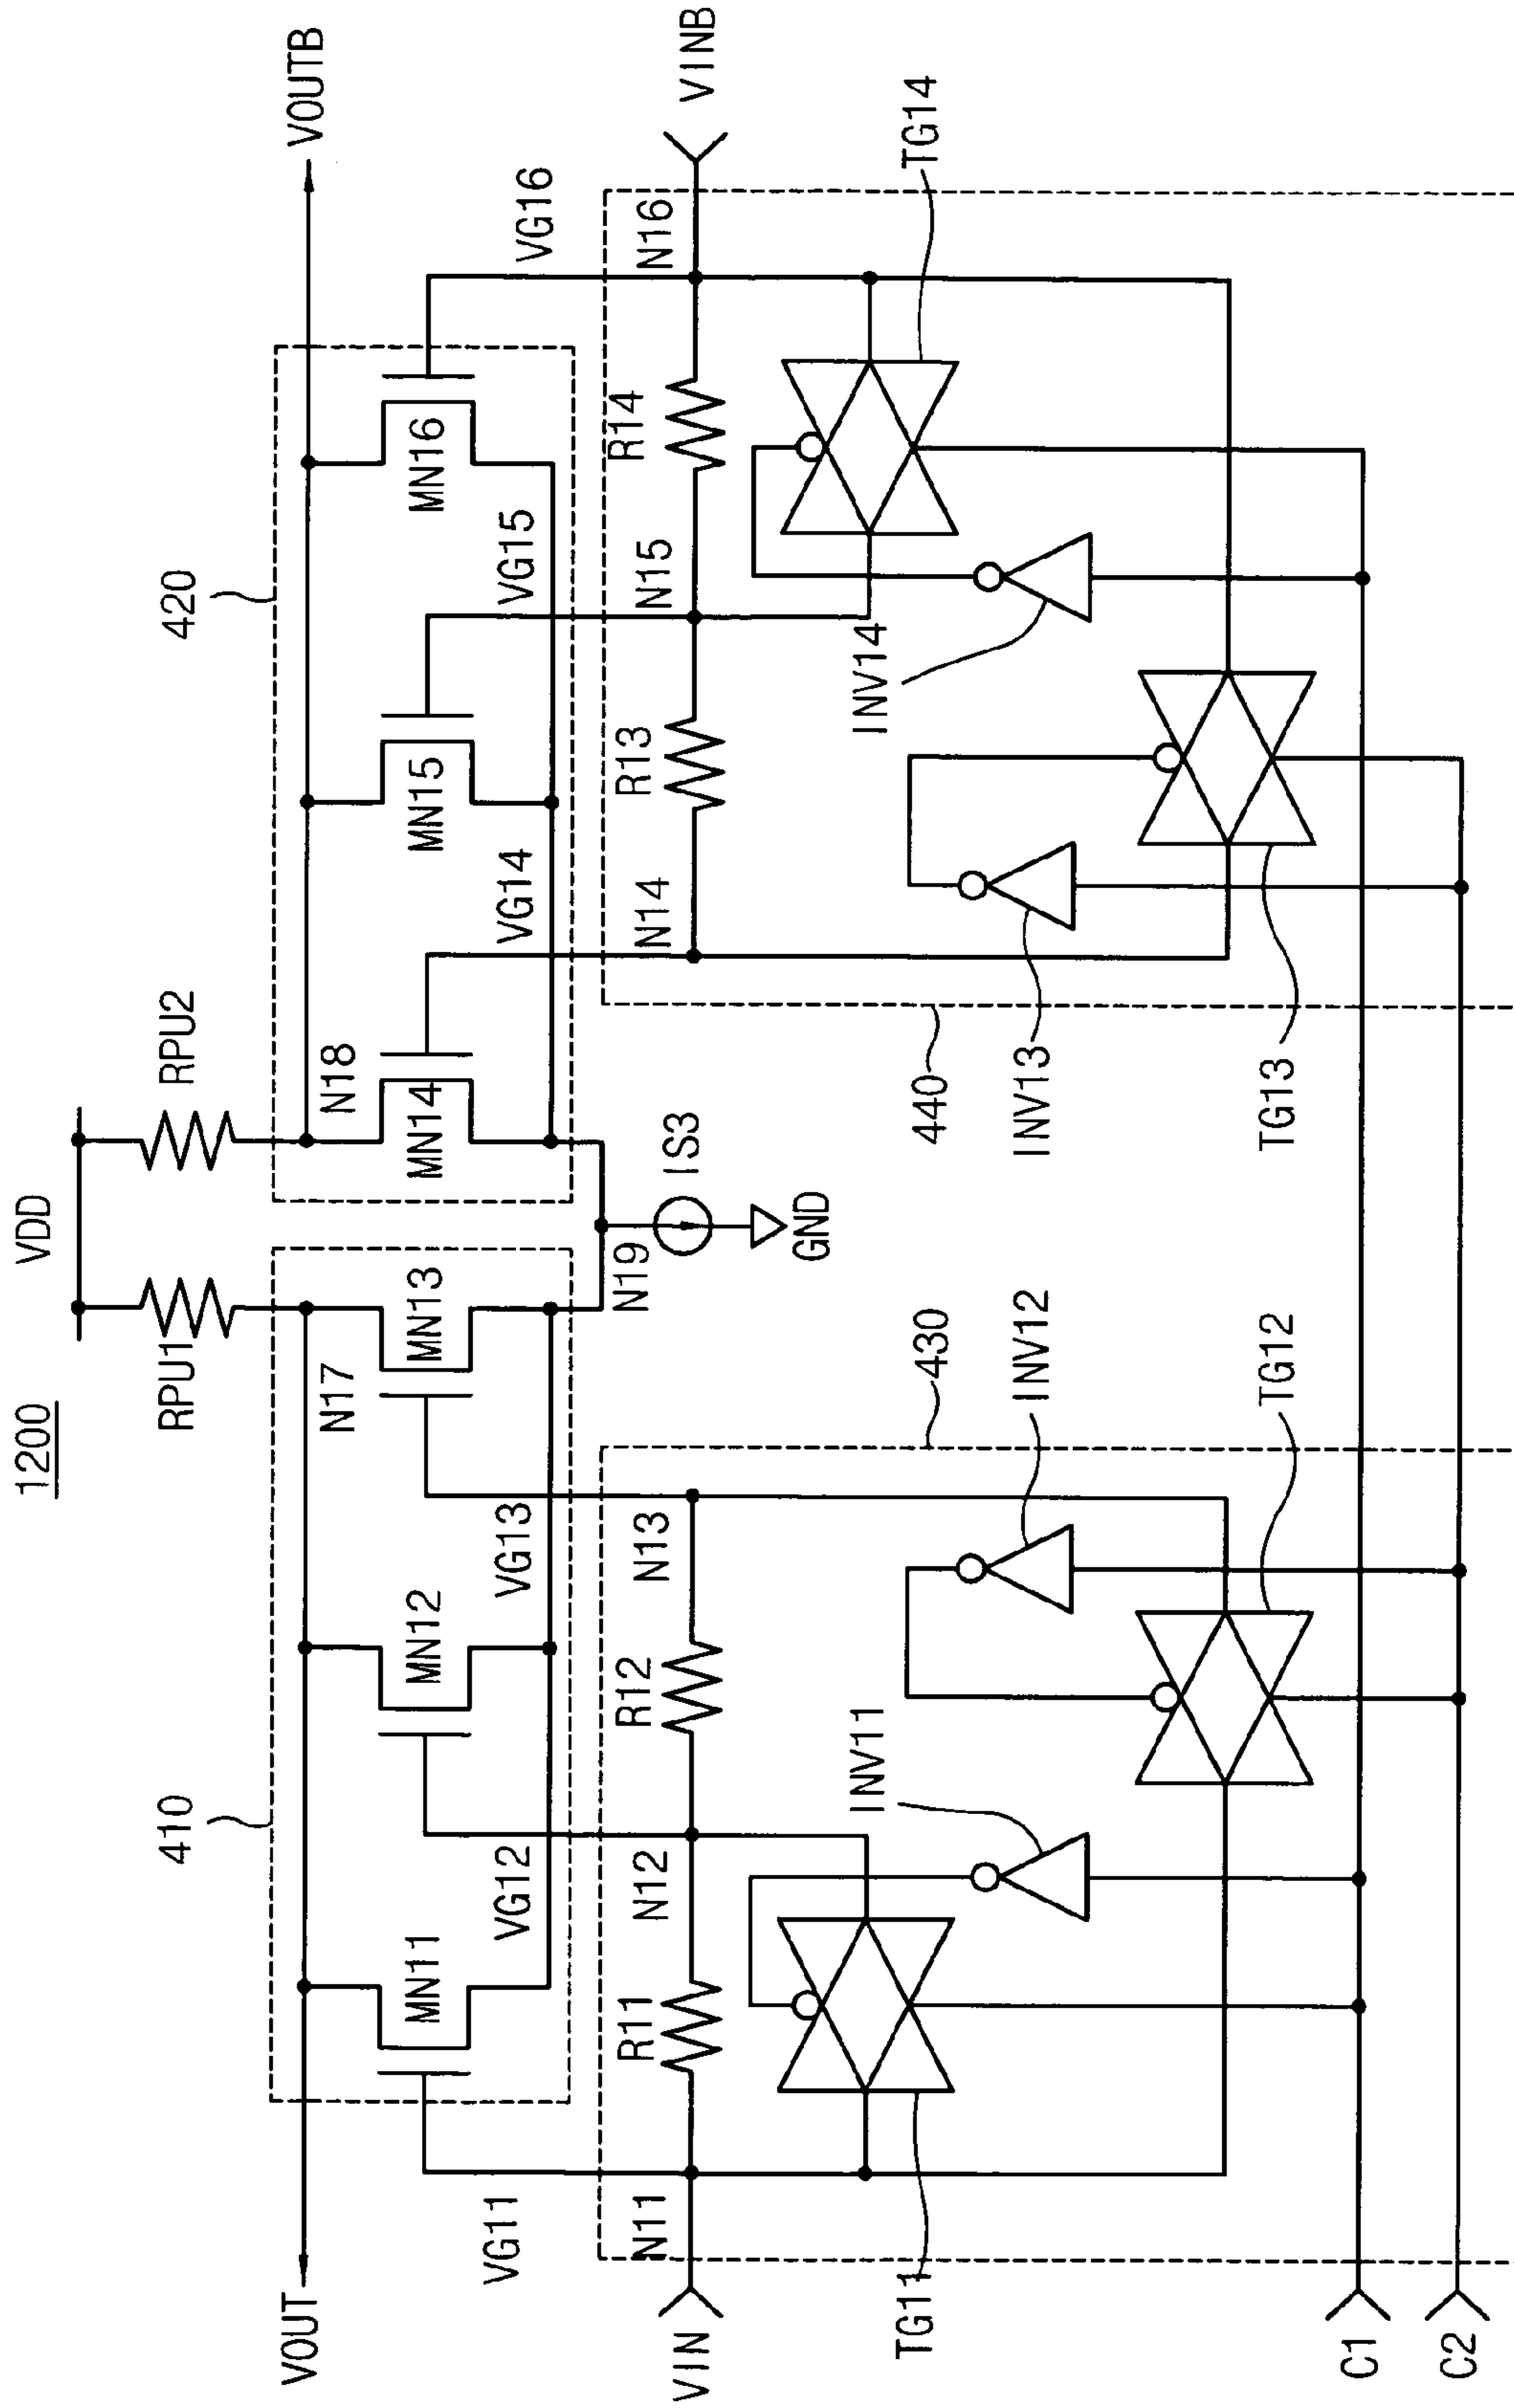 1200
VDD
RPU1
RPU2
410
420
VOUT
VOUTB
N17
N18
MN11
MN12
MN13
MN14
MN15
MN16
VG11
VG12
VG13
VG14
VG15
VG16
N19
IS3
GND
VIN
N11
R11
N12
R12
N13
N14
R13
N15
R14
N16
VINB
430
440
TG11
INV11
INV12
TG12
INV13
TG13
INV14
TG14
C1
C2